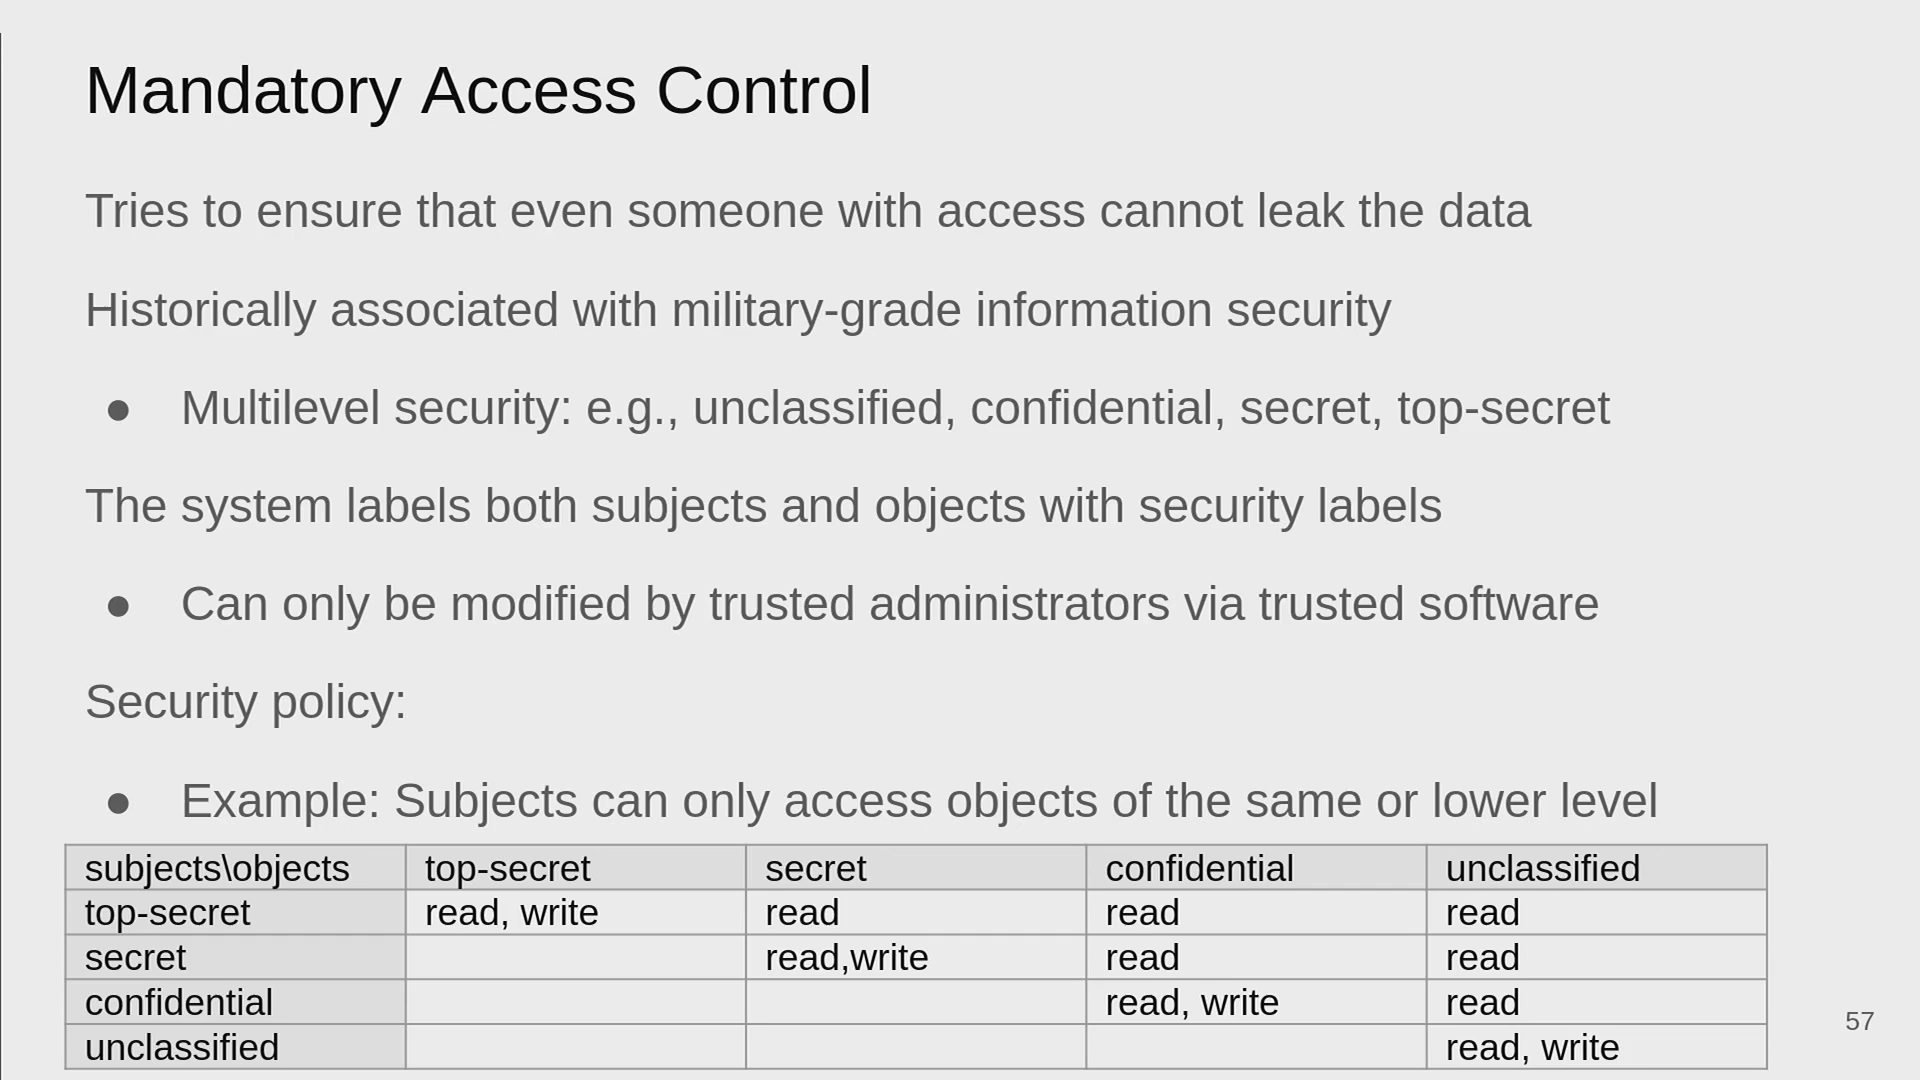 Mandatory Access Control
Tries to ensure that even someone with access cannot leak the data
Historically associated with military-grade information security
● Multilevel security: e.g., unclassified, confidential, secret, top-secret
The system labels both subjects and objects with security labels
● Can only be modified by trusted administrators via trusted software
Security policy:
● Example: Subjects can only access objects of the same or lower level
subjects\objects top-secret secret confidential unclassified
top-secret read, write read read read
secret read,write read read
confidential read, write read
unclassified read, write
57